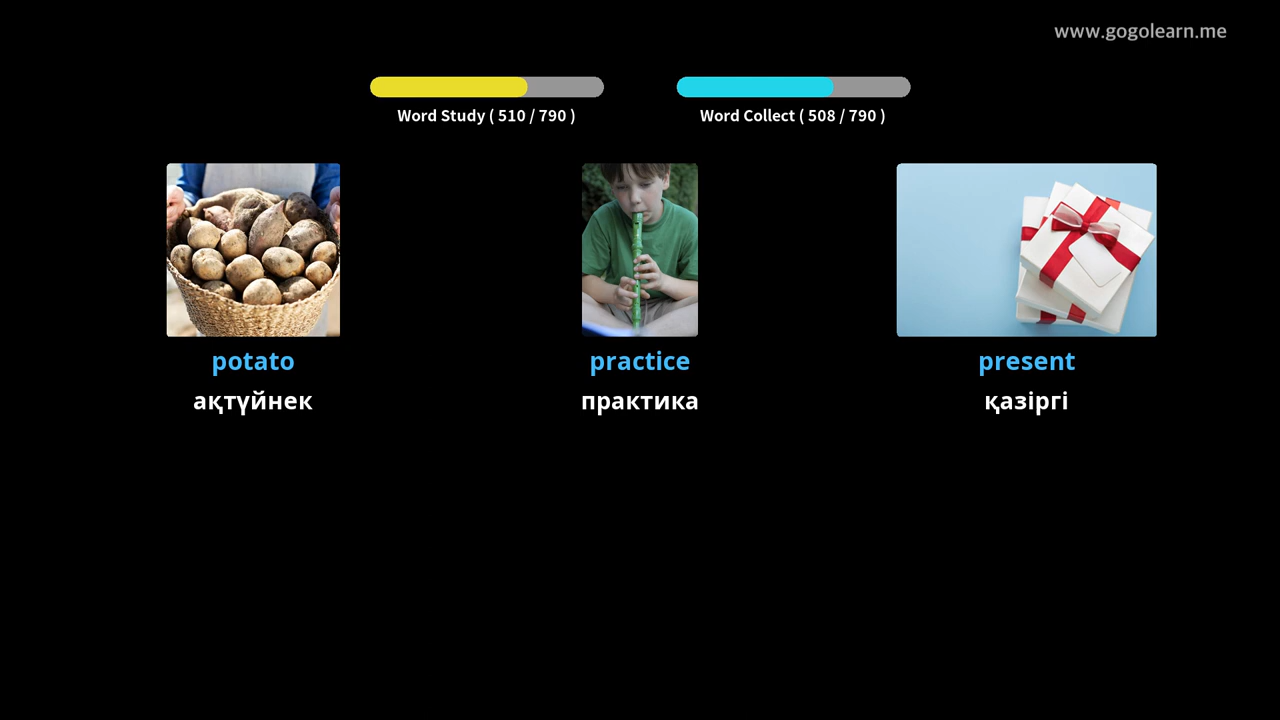 www.gogolearn.me
Word Study ( 510 / 790 )
Word Collect ( 508 / 790 )
potato
practice
present
ақтүйнек
практика
қазіргі